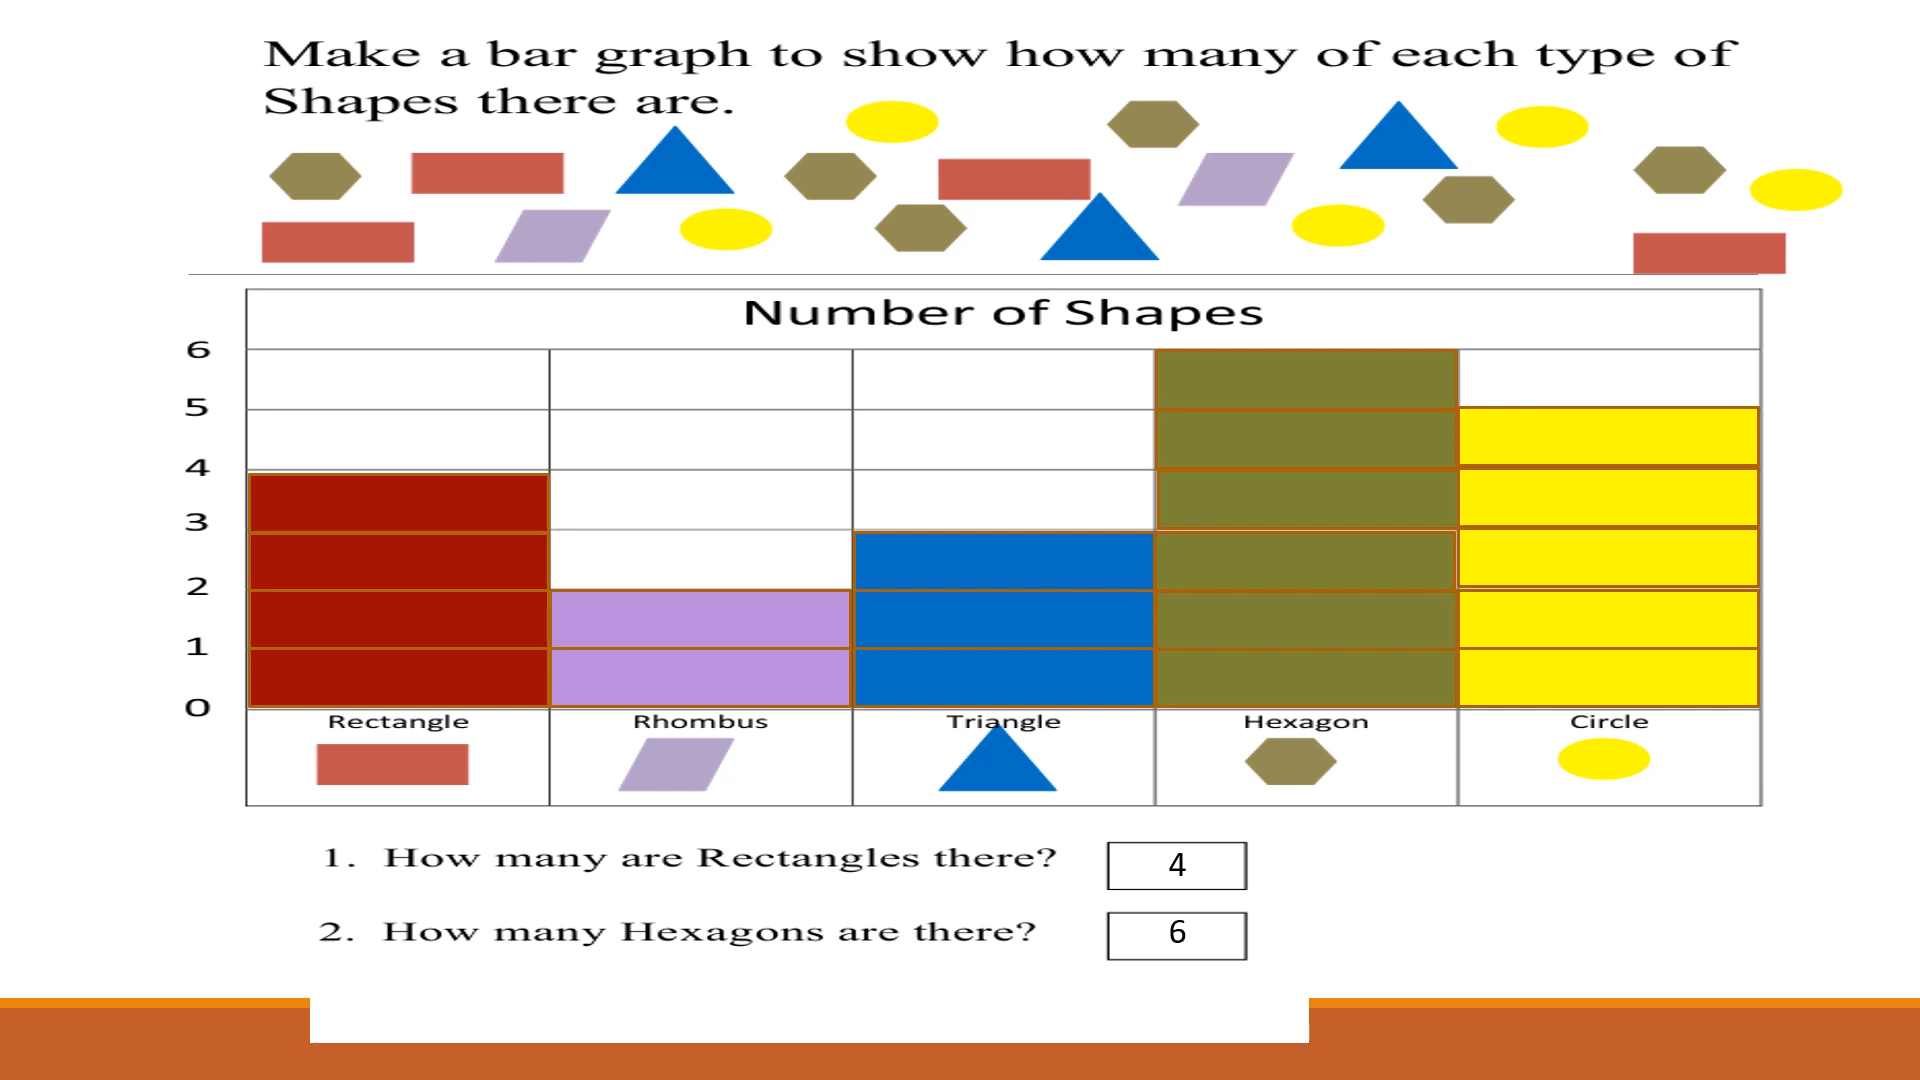 Make a bar graph to show how many of each type of
Shapes there are.
Number of Shapes
6
5
4
3
2
1
0
Rectangle Rhombus Triangle Hexagon Circle
1. How many are Rectangles there? 4
2. How many Hexagons are there? 6